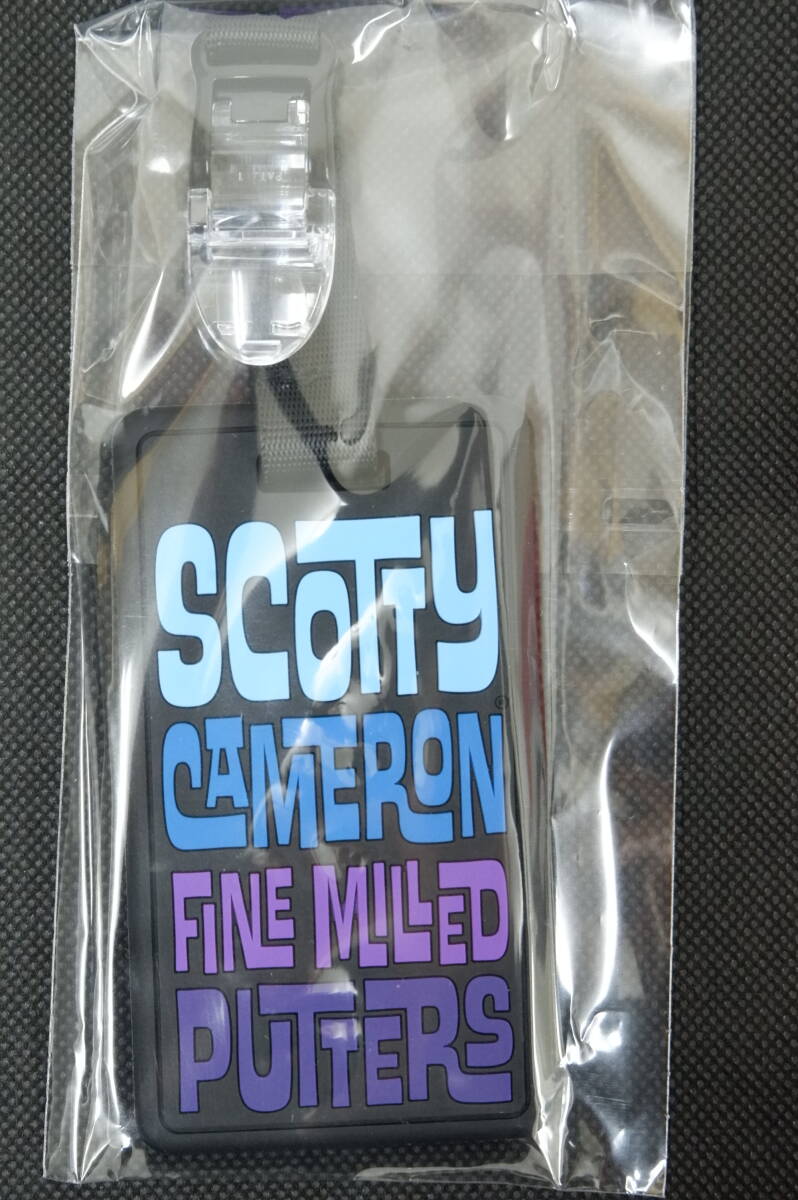 SCOTTY
®
CAMERON
FINE MILLED
PUTTERS